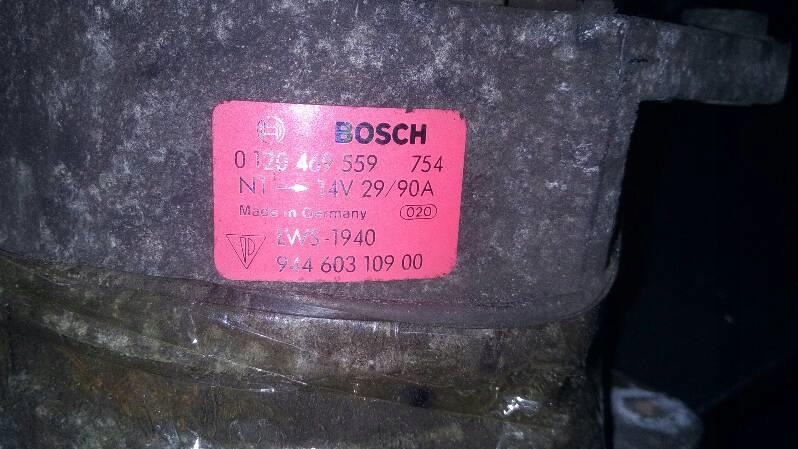 BOSCH
0 120 469 559 754
N1 → 14V 29/90A
Made in Germany 020
LWS-1940
944 603 109 00